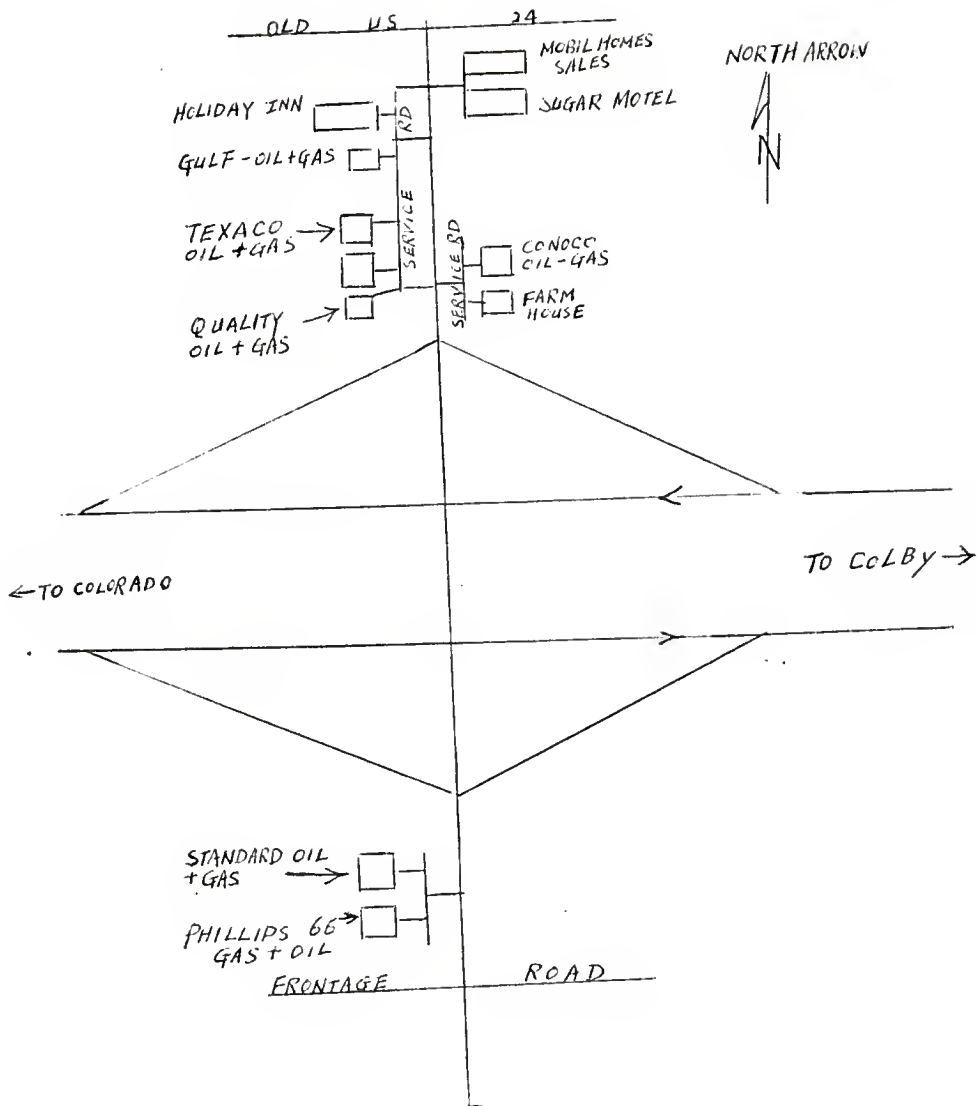 OLD US 24
MOBIL HOMES
SALES
SUGAR MOTEL
NORTH ARROW
N
HOLIDAY INN
GULF-OIL+GAS
SERVICE RD
TEXACO
OIL+GAS
QUALITY
OIL+GAS
SERVICE RD
CONOCO
OIL-GAS
FARM
HOUSE
←TO COLORADO
TO COLBY→
STANDARD OIL
+GAS
PHILLIPS 66
GAS+OIL
FRONTAGE ROAD